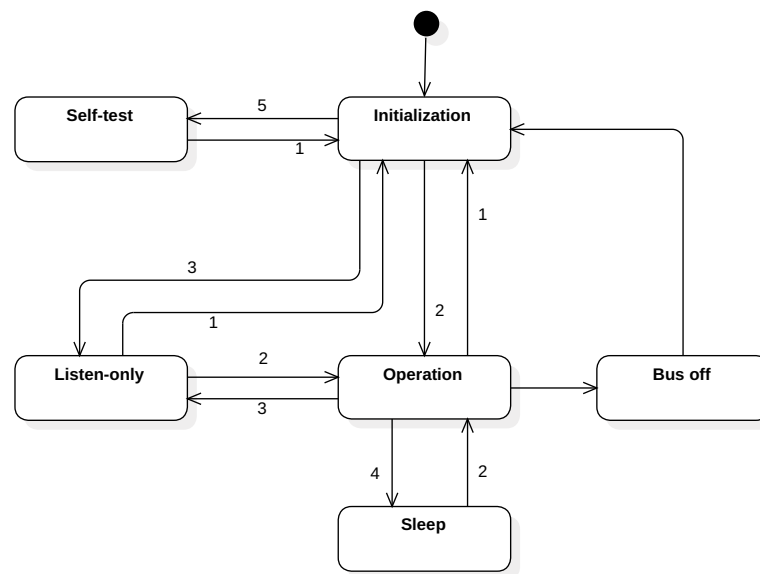 Self-test
5
Initialization
1
1
3
2
1
Listen-only
2
Operation
Bus off
3
4
2
Sleep